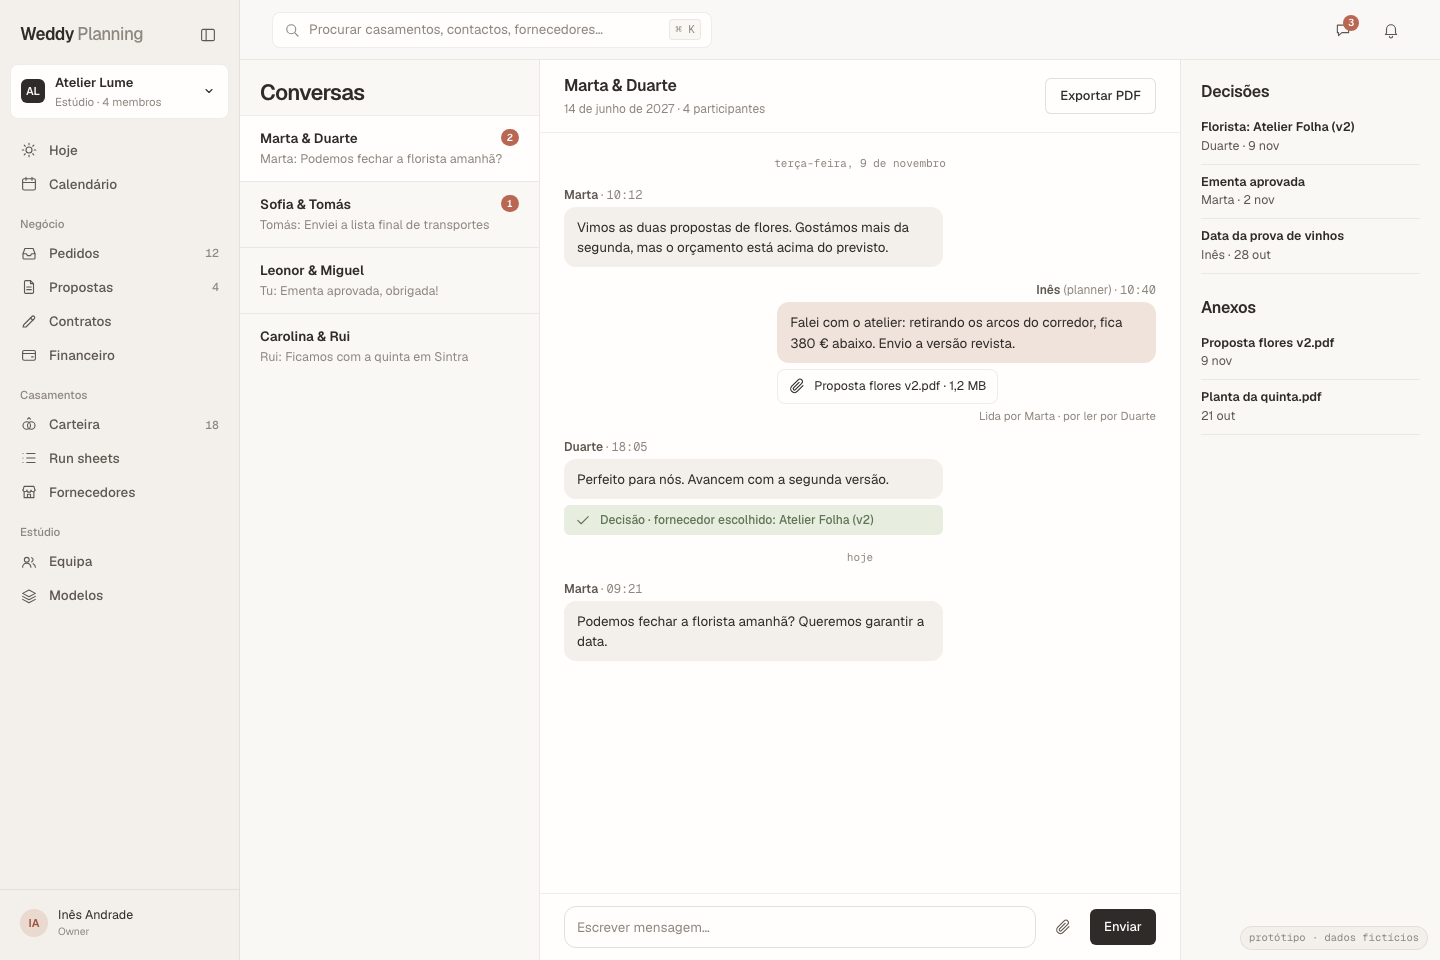 Weddy Planning
AL
Atelier Lume
Estúdio · 4 membros
Hoje
Calendário
Negócio
Pedidos 12
Propostas 4
Contratos
Financeiro
Casamentos
Carteira 18
Run sheets
Fornecedores
Estúdio
Equipa
Modelos
IA
Inês Andrade
Owner
Procurar casamentos, contactos, fornecedores… ⌘ K
3
Conversas
Marta & Duarte 2
Marta: Podemos fechar a florista amanhã?
Sofia & Tomás 1
Tomás: Enviei a lista final de transportes
Leonor & Miguel
Tu: Ementa aprovada, obrigada!
Carolina & Rui
Rui: Ficamos com a quinta em Sintra
Marta & Duarte
14 de junho de 2027 · 4 participantes
Exportar PDF
terça-feira, 9 de novembro
Marta · 10:12
Vimos as duas propostas de flores. Gostámos mais da
segunda, mas o orçamento está acima do previsto.
Inês (planner) · 10:40
Falei com o atelier: retirando os arcos do corredor, fica
380 € abaixo. Envio a versão revista.
Proposta flores v2.pdf · 1,2 MB
Lida por Marta · por ler por Duarte
Duarte · 18:05
Perfeito para nós. Avancem com a segunda versão.
Decisão · fornecedor escolhido: Atelier Folha (v2)
hoje
Marta · 09:21
Podemos fechar a florista amanhã? Queremos garantir a
data.
Escrever mensagem…
Enviar
Decisões
Florista: Atelier Folha (v2)
Duarte · 9 nov
Ementa aprovada
Marta · 2 nov
Data da prova de vinhos
Inês · 28 out
Anexos
Proposta flores v2.pdf
9 nov
Planta da quinta.pdf
21 out
protótipo · dados fictícios